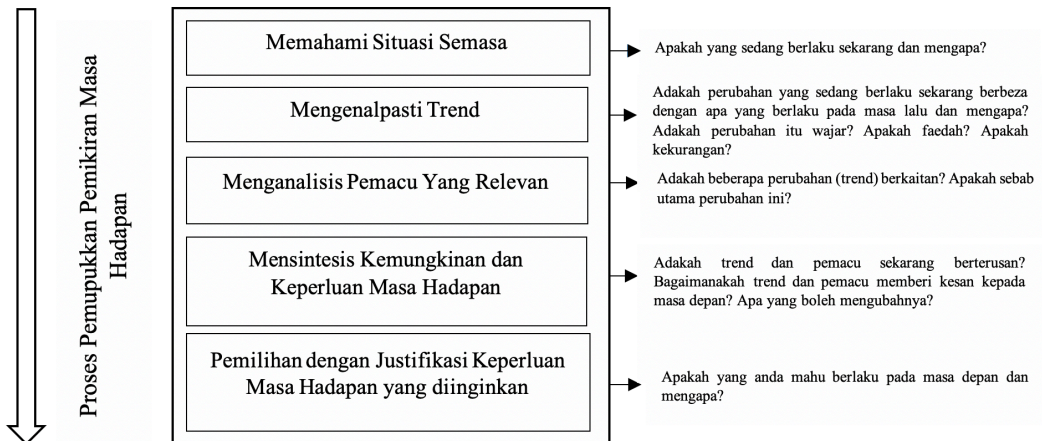 Proses Pemupukkan Pemikiran Masa
Hadapan
Memahami Situasi Semasa
Apakah yang sedang berlaku sekarang dan mengapa?
Mengenalpasti Trend
Adakah perubahan yang sedang berlaku sekarang berbeza
dengan apa yang berlaku pada masa lalu dan mengapa?
Adakah perubahan itu wajar? Apakah faedah? Apakah
kekurangan?
Menganalisis Pemacu Yang Relevan
Adakah beberapa perubahan (trend) berkaitan? Apakah sebab
utama perubahan ini?
Mensintesis Kemungkinan dan
Keperluan Masa Hadapan
Adakah trend dan pemacu sekarang berterusan?
Bagaimanakah trend dan pemacu memberi kesan kepada
masa depan? Apa yang boleh mengubahnya?
Pemilihan dengan Justifikasi Keperluan
Masa Hadapan yang diinginkan
Apakah yang anda mahu berlaku pada masa depan dan
mengapa?